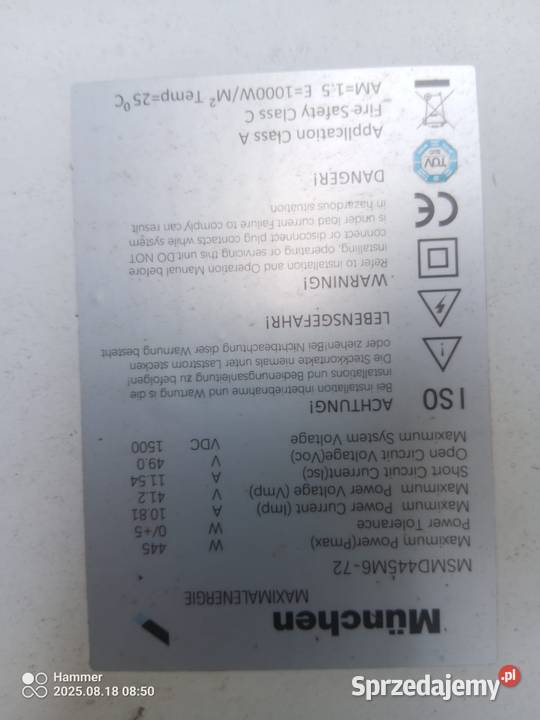 München
MAXIMALENERGIE
MSMD445M6-72
Maximum Power(Pmax) 445 W
Power Tolerance 0/+5 W
Maximum Power Current (Imp) 10.81 A
Maximum Power Voltage (Vmp) 41.2 V
Short Circuit Current(Isc) 11.54 A
Open Circuit Voltage(Voc) 49.0 V
Maximum System Voltage 1500 VDC
ISO
ACHTUNG!
Bei installation inbetriebnahme und Wartung is die
installations und Bedienungsanleitung zu befolgen!
Die Steckkontakte niemals unter Laststrom stecken
oder ziehen!Bei Nichtbeachtung diser Warnung besteht
LEBENSGEFAHR!
WARNING!
Refer to installation and Operation Manual before
installing, operating or servicing this unit DO NOT
connect or disconnect plug contacts while system
is under load current Failure to comply can result
in hazardous situation
DANGER!
CE
TÜV
Application Class A
Fire Safety Class C
AM=1.5 E=1000W/M² Temp=25⁰C
Hammer
2025.08.18 08:50
Sprzedajemy.pl